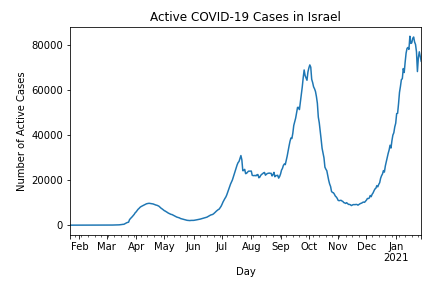 Active COVID-19 Cases in Israel
Number of Active Cases
80000
60000
40000
20000
0
Feb Mar Apr May Jun Jul Aug Sep Oct Nov Dec Jan
2021
Day